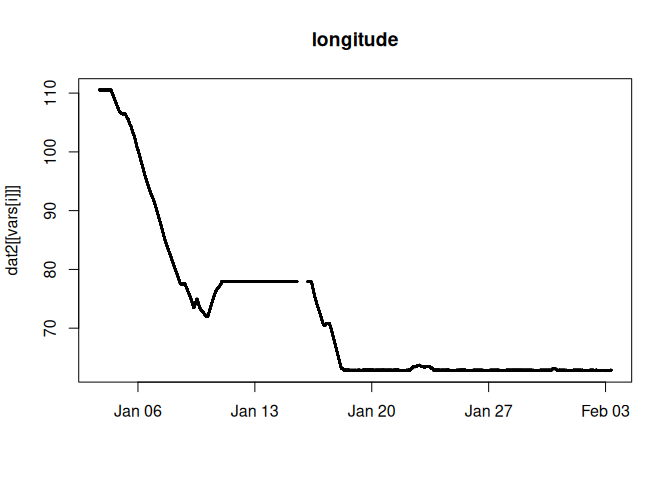 longitude
dat2[[vars[i]]]
110
100
90
80
70
Jan 06
Jan 13
Jan 20
Jan 27
Feb 03